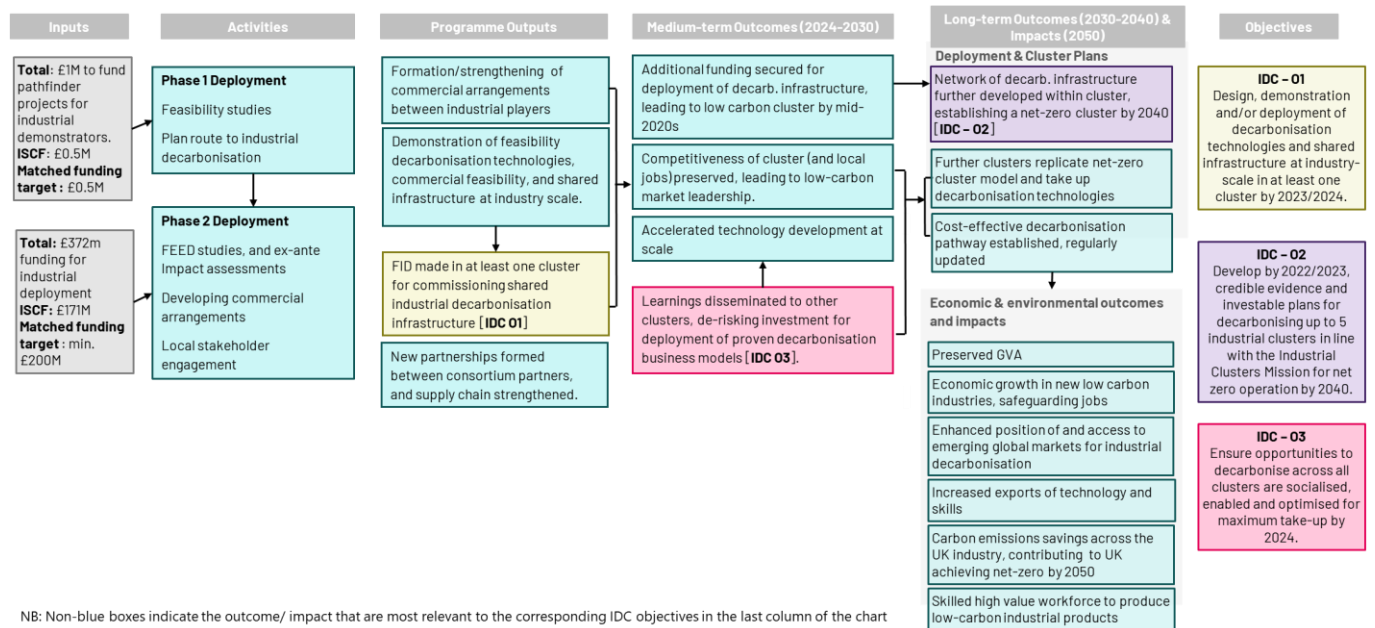 Inputs
Activities
Programme Outputs
Medium-term Outcomes (2024-2030)
Long-term Outcomes (2030-2040) &
Impacts (2050)
Objectives
Total: £1M to fund
pathfinder
projects for
industrial
demonstrators.
ISCF: £0.5M
Matched funding
target : £0.5M
Total: £372m
funding for
industrial
deployment
ISCF: £171M
Matched funding
target : min.
£200M
Phase 1 Deployment
Feasibility studies
Plan route to industrial
decarbonisation
Phase 2 Deployment
FEED studies, and ex-ante
Impact assessments
Developing commercial
arrangements
Local stakeholder
engagement
Formation/strengthening of
commercial arrangements
between industrial players
Demonstration of feasibility
decarbonisation technologies,
commercial feasibility, and shared
infrastructure at industry scale.
FID made in at least one cluster
for commissioning shared
industrial decarbonisation
infrastructure [IDC 01]
New partnerships formed
between consortium partners,
and supply chain strengthened.
Additional funding secured for
deployment of decarb. infrastructure,
leading to low carbon cluster by mid-
2020s
Competitiveness of cluster (and local
jobs) preserved, leading to low-carbon
market leadership.
Accelerated technology development at
scale
Learnings disseminated to other
clusters, de-risking investment for
deployment of proven decarbonisation
business models [IDC 03].
Deployment & Cluster Plans
Network of decarb. infrastructure
further developed within cluster,
establishing a net-zero cluster by 2040
[IDC – 02]
Further clusters replicate net-zero
cluster model and take up
decarbonisation technologies
Cost-effective decarbonisation
pathway established, regularly
updated
Economic & environmental outcomes
and impacts
Preserved GVA
Economic growth in new low carbon
industries, safeguarding jobs
Enhanced position of and access to
emerging global markets for industrial
decarbonisation
Increased exports of technology and
skills
Carbon emissions savings across the
UK industry, contributing to UK
achieving net-zero by 2050
Skilled high value workforce to produce
low-carbon industrial products
IDC – 01
Design, demonstration
and/or deployment of
decarbonisation
technologies and shared
infrastructure at industry-
scale in at least one
cluster by 2023/2024.
IDC – 02
Develop by 2022/2023,
credible evidence and
investable plans for
decarbonising up to 5
industrial clusters in line
with the Industrial
Clusters Mission for net
zero operation by 2040.
IDC – 03
Ensure opportunities to
decarbonise across all
clusters are socialised,
enabled and optimised for
maximum take-up by
2024.
NB: Non-blue boxes indicate the outcome/ impact that are most relevant to the corresponding IDC objectives in the last column of the chart